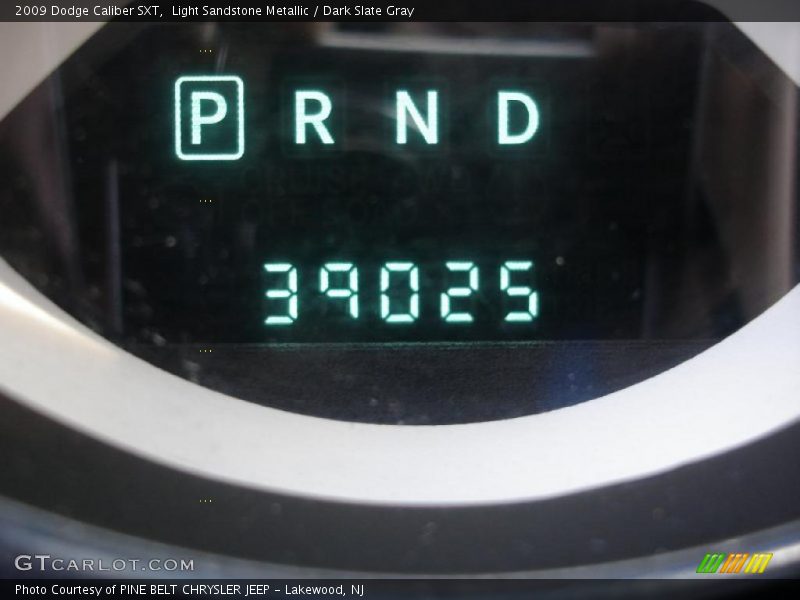 2009 Dodge Caliber SXT, Light Sandstone Metallic / Dark Slate Gray
P R N D
39025
GTCARLOT.COM
Photo Courtesy of PINE BELT CHRYSLER JEEP - Lakewood, NJ